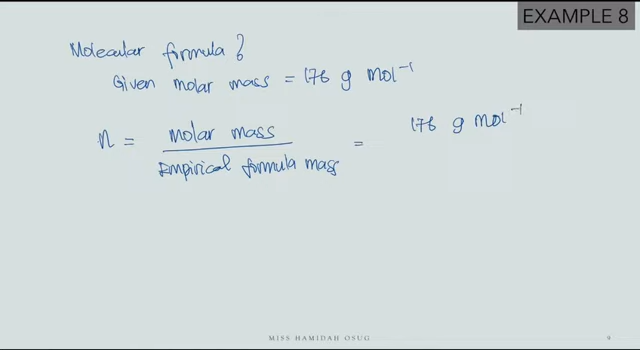 EXAMPLE 8
Molecular formula?
Given molar mass = 176 g mol⁻¹
n = molar mass / Empirical formula mass = 176 g mol⁻¹
MISS HAMIDAH OSUG
9